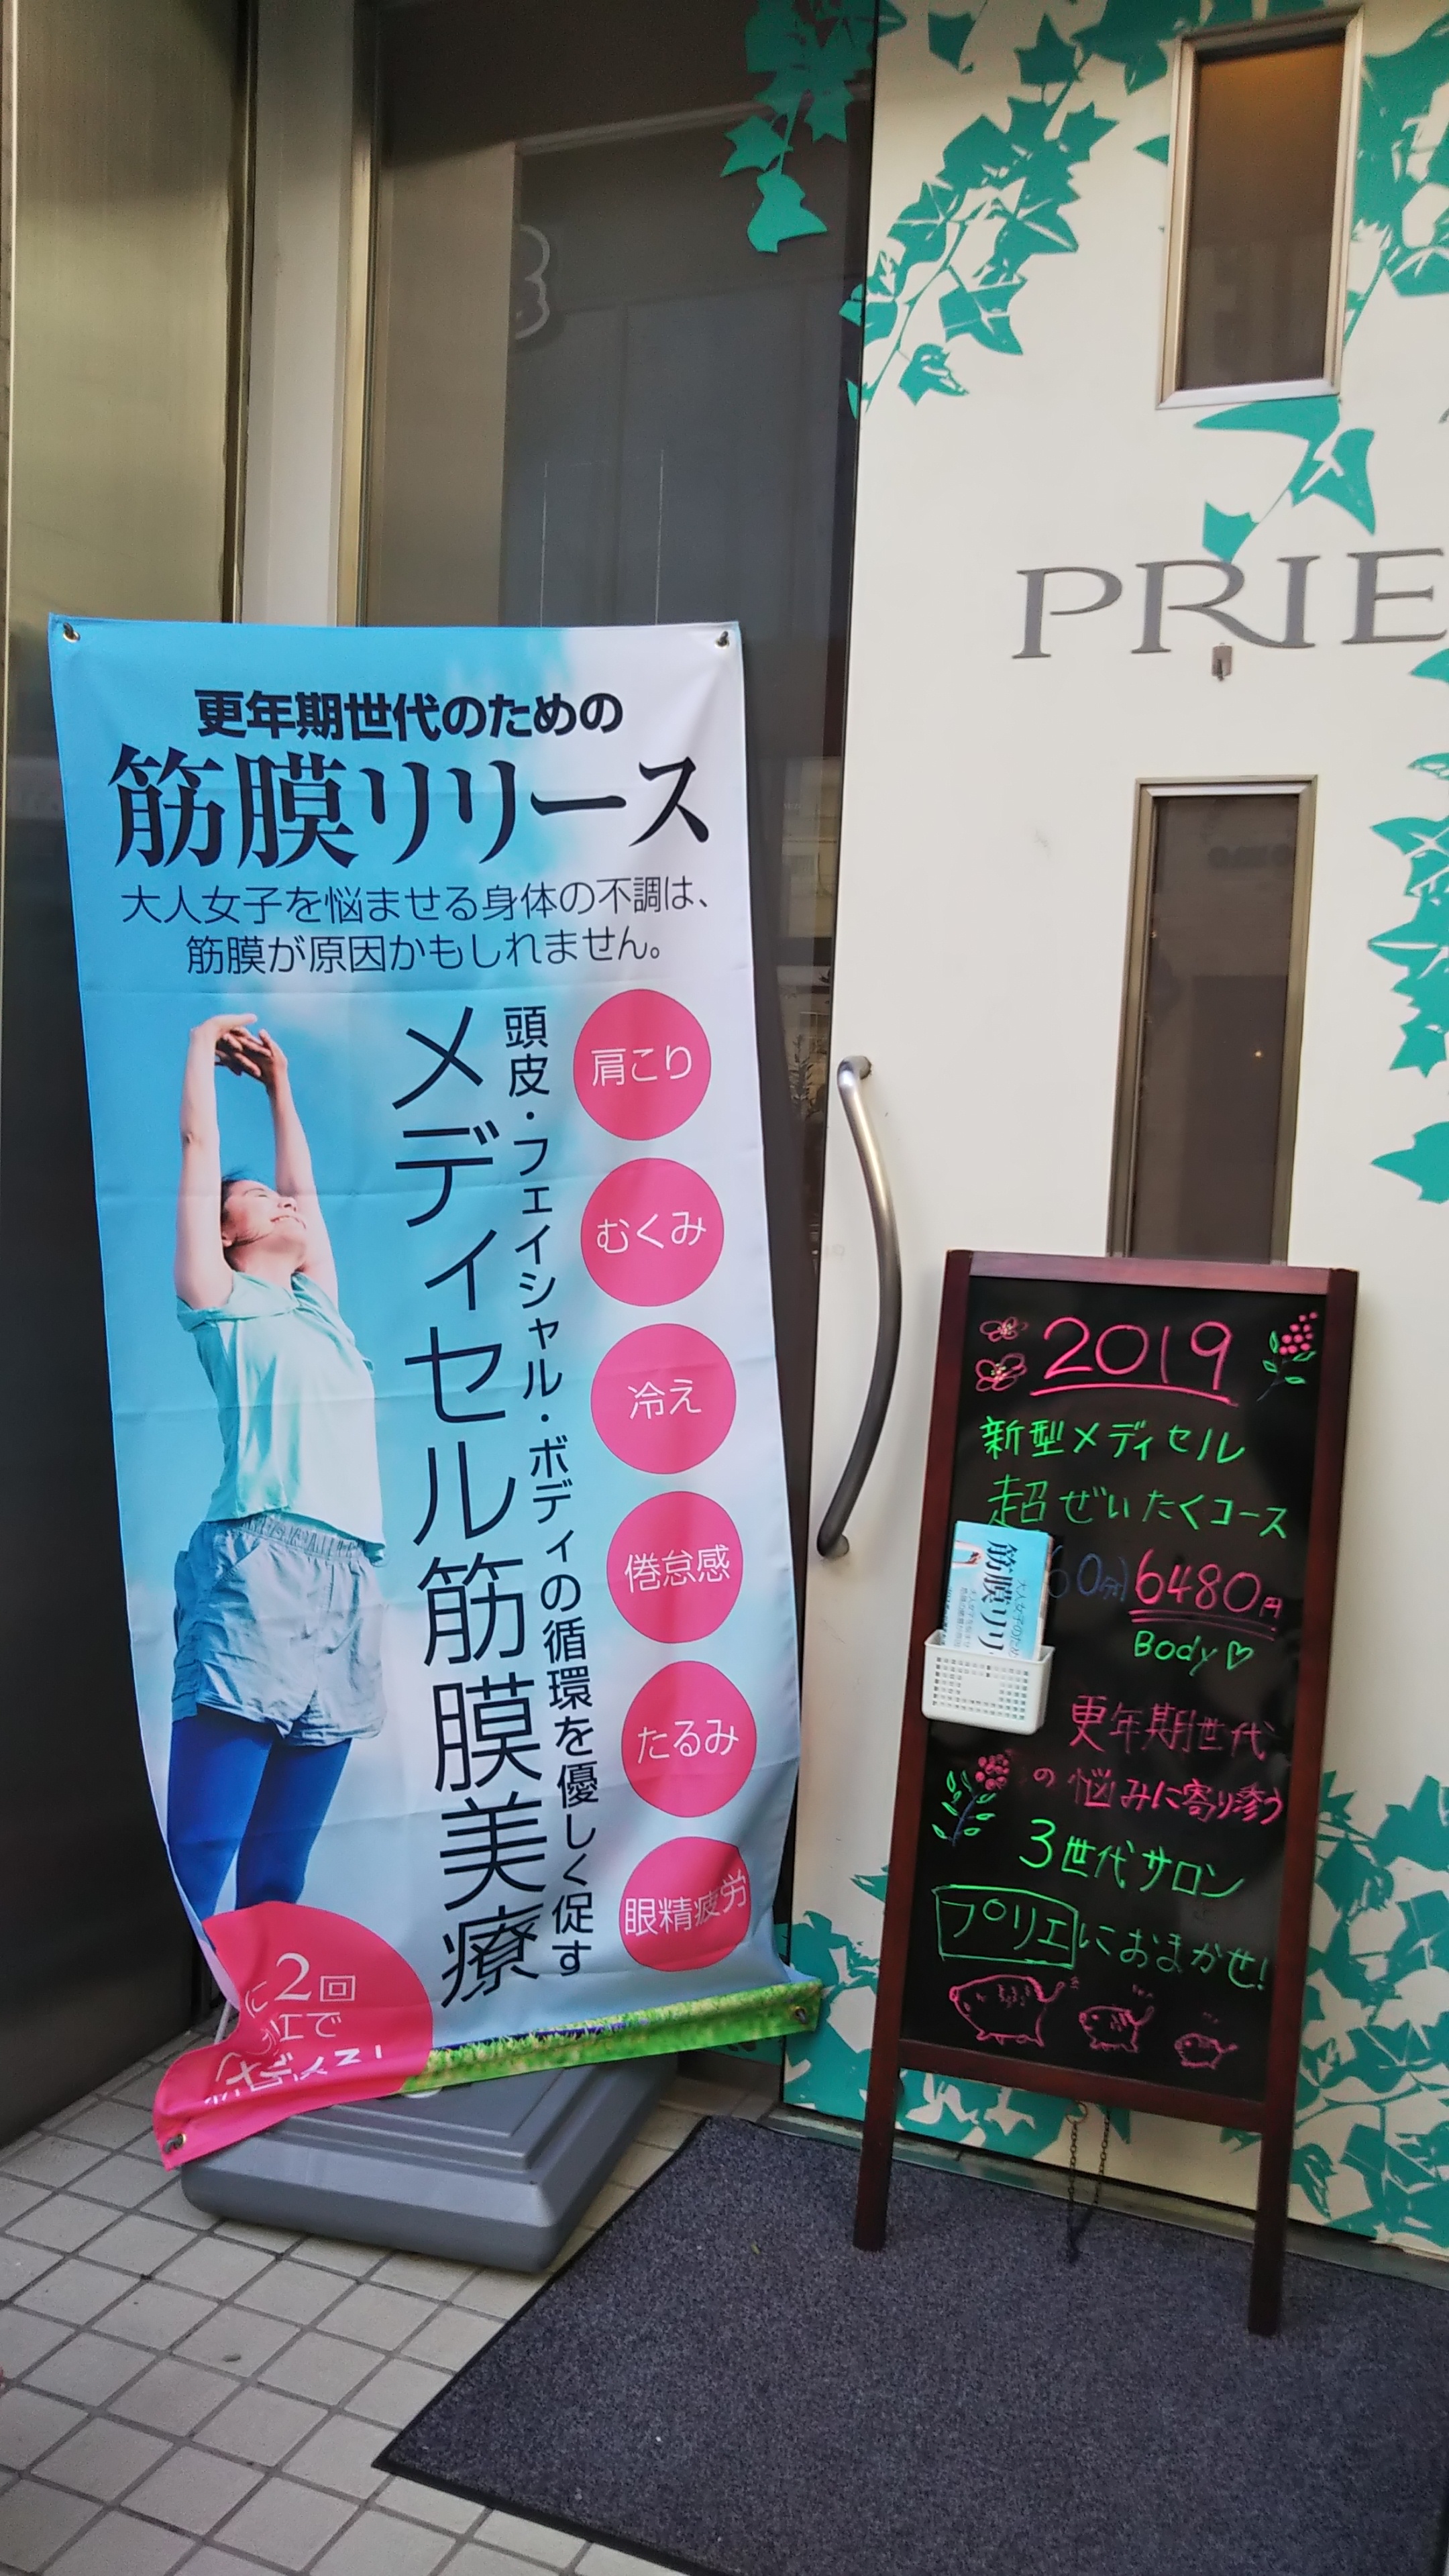 PRIE
更年期世代のための
筋膜リリース
大人女子を悩ませる身体の不調は、
筋膜が原因かもしれません。
肩こり
むくみ
冷え
倦怠感
たるみ
眼精疲労
頭皮・フェイシャル・ボディの循環を優しく促す
メディセル筋膜美療
に2回
2019
新型メディセル
超ぜいたくコース
60分)6480円
Body♡
更年期世代
の悩みに寄り添う
3世代サロン
プリエにおまかせ!
筋膜リリ